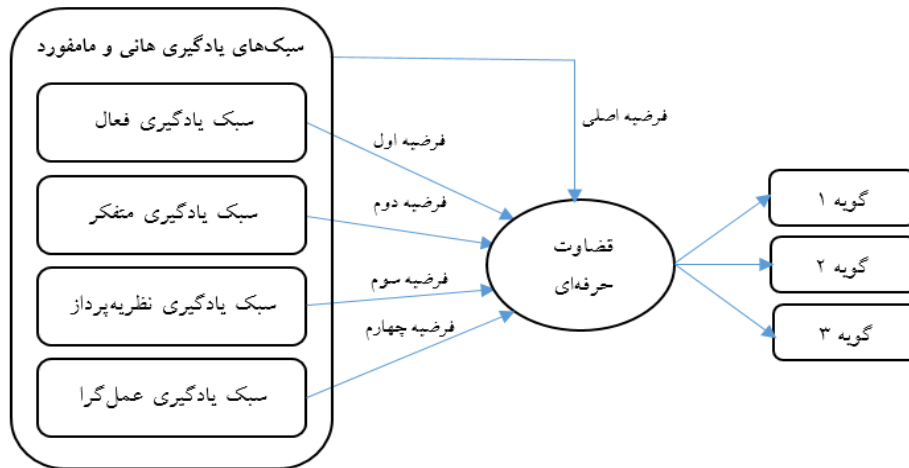 سبک‌های یادگیری هانی و مامفورد
سبک یادگیری فعال
سبک یادگیری متفکر
سبک یادگیری نظریه‌پرداز
سبک یادگیری عمل‌گرا
فرضیه اصلی
فرضیه اول
فرضیه دوم
فرضیه سوم
فرضیه چهارم
قضاوت
حرفه‌ای
گویه ۱
گویه ۲
گویه ۳